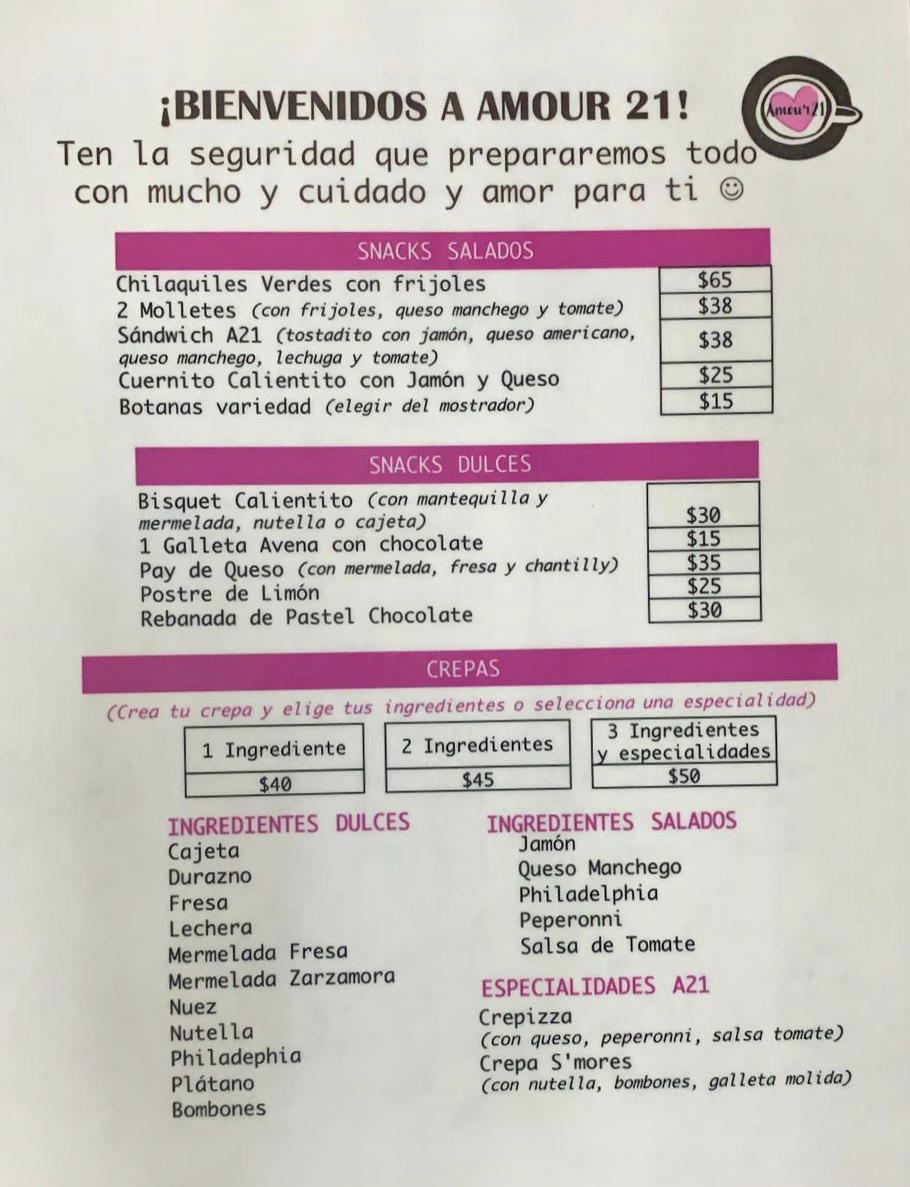 ¡BIENVENIDOS A AMOUR 21!
Amour 21
Ten la seguridad que prepararemos todo
con mucho y cuidado y amor para ti ☺
SNACKS SALADOS
Chilaquiles Verdes con frijoles $65
2 Molletes (con frijoles, queso manchego y tomate) $38
Sándwich A21 (tostadito con jamón, queso americano,
queso manchego, lechuga y tomate) $38
Cuernito Calientito con Jamón y Queso $25
Botanas variedad (elegir del mostrador) $15
SNACKS DULCES
Bisquet Calientito (con mantequilla y
mermelada, nutella o cajeta) $30
1 Galleta Avena con chocolate $15
Pay de Queso (con mermelada, fresa y chantilly) $35
Postre de Limón $25
Rebanada de Pastel Chocolate $30
CREPAS
(Crea tu crepa y elige tus ingredientes o selecciona una especialidad)
1 Ingrediente
$40
2 Ingredientes
$45
3 Ingredientes
y especialidades
$50
INGREDIENTES DULCES
Cajeta
Durazno
Fresa
Lechera
Mermelada Fresa
Mermelada Zarzamora
Nuez
Nutella
Philadephia
Plátano
Bombones
INGREDIENTES SALADOS
Jamón
Queso Manchego
Philadelphia
Peperonni
Salsa de Tomate
ESPECIALIDADES A21
Crepizza
(con queso, peperonni, salsa tomate)
Crepa S'mores
(con nutella, bombones, galleta molida)